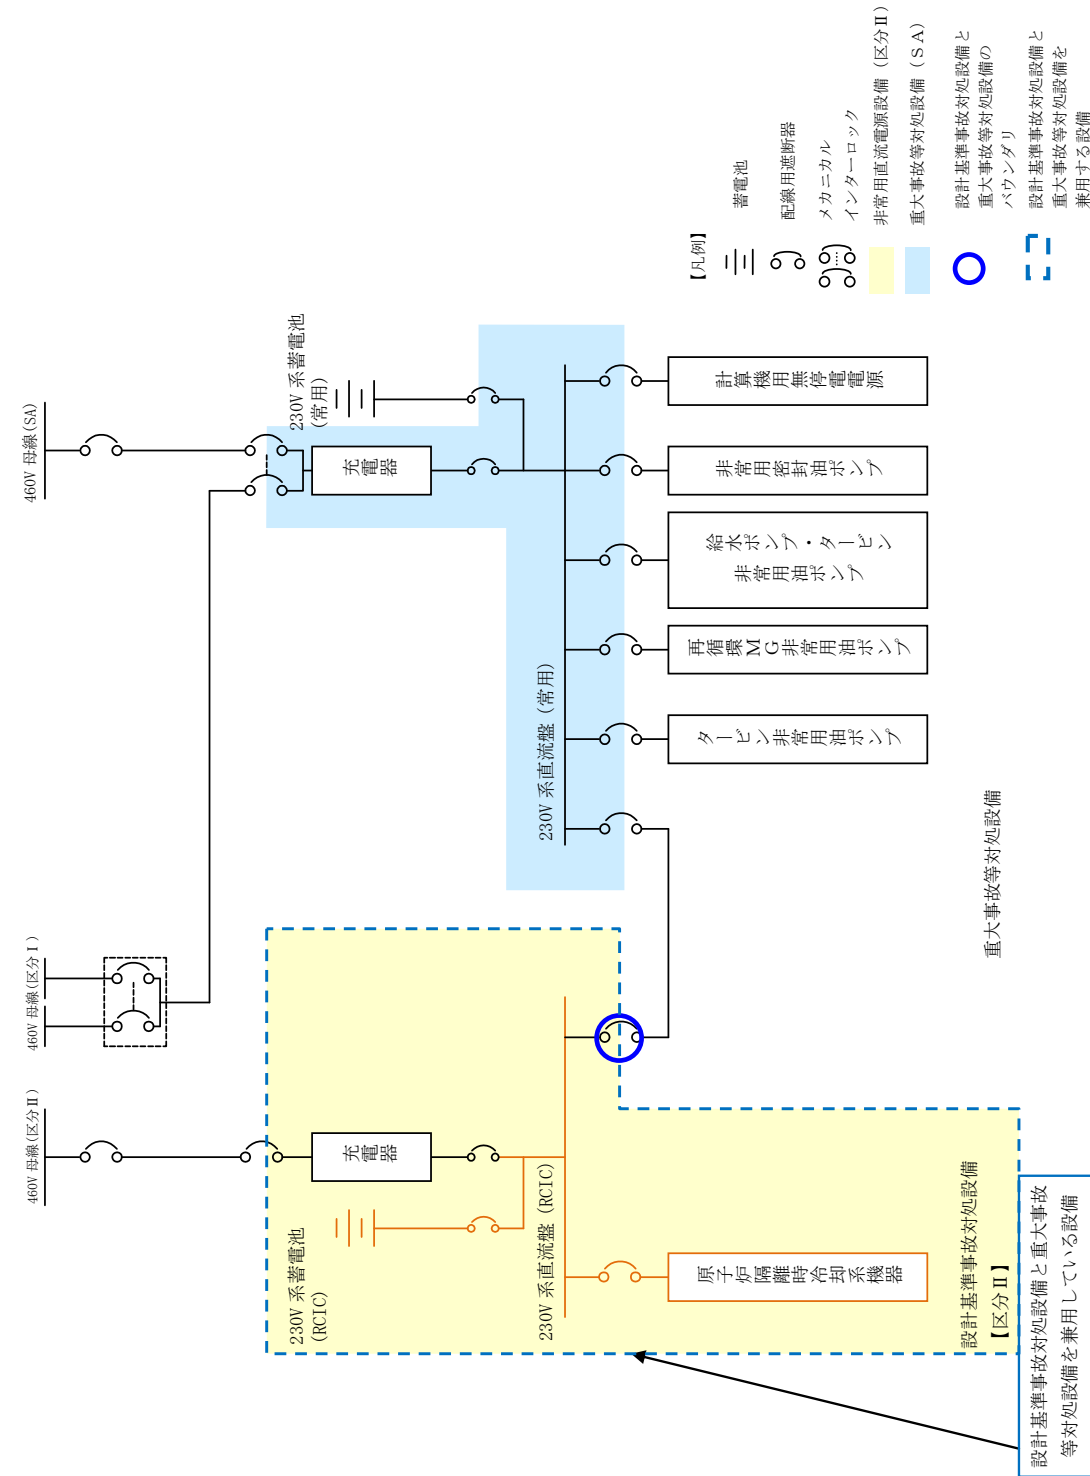 460V 母線(区分Ⅱ)
460V 母線(区分Ⅰ)
460V 母線(SA)
充電器
230V 系蓄電池
(RCIC)
230V 系直流盤 (RCIC)
原子炉隔離時冷却系機器
設計基準事故対処設備
【区分Ⅱ】
設計基準事故対処設備と重大事故
等対処設備を兼用している設備
充電器
230V 系蓄電池
(常用)
230V 系直流盤 (常用)
タービン非常用油ポンプ
再循環MG非常用油ポンプ
給水ポンプ・タービン
非常用油ポンプ
非常用密封油ポンプ
計算機用無停電電源
重大事故等対処設備
【凡例】
蓄電池
配線用遮断器
メカニカル
インターロック
非常用直流電源設備(区分Ⅱ)
重大事故等対処設備(SA)
設計基準事故対処設備と
重大事故等対処設備の
バウンダリ
設計基準事故対処設備と
重大事故等対処設備を
兼用する設備